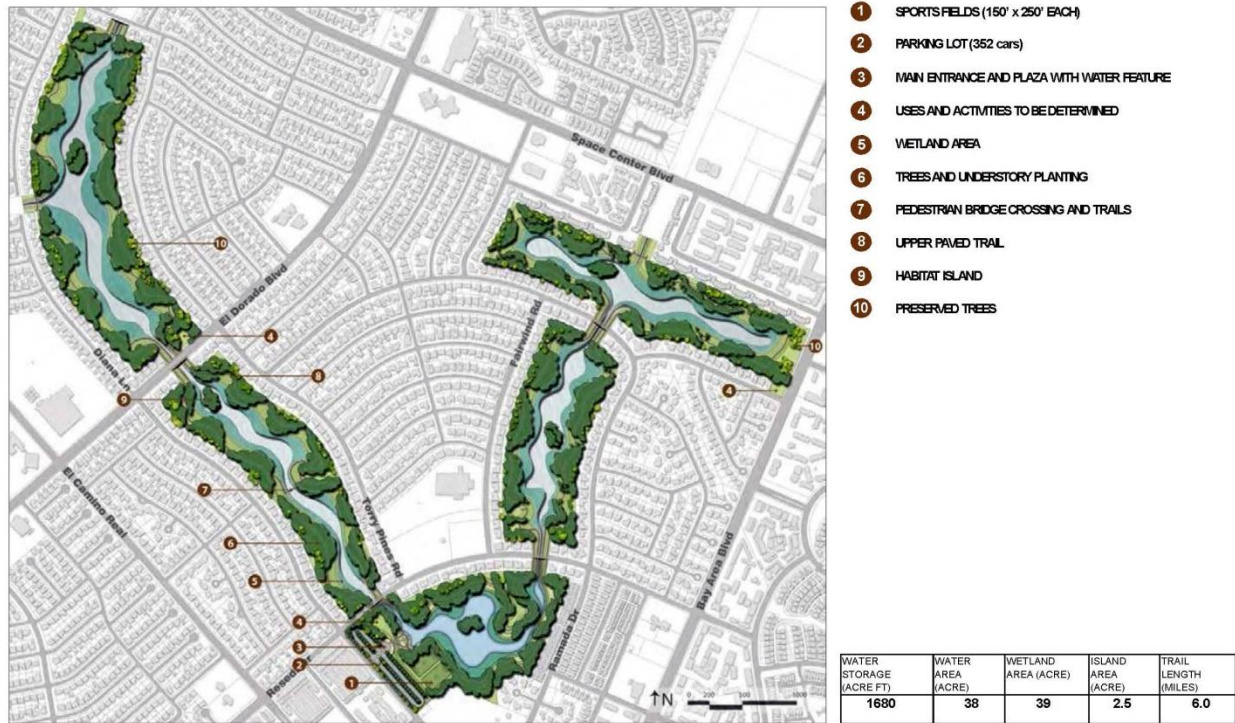 1 SPORTS FIELDS (150' x 250' EACH)
2 PARKING LOT (352 cars)
3 MAIN ENTRANCE AND PLAZA WITH WATER FEATURE
4 USES AND ACTIVITIES TO BE DETERMINED
5 WETLAND AREA
6 TREES AND UNDERSTORY PLANTING
7 PEDESTRIAN BRIDGE CROSSING AND TRAILS
8 UPPER PAVED TRAIL
9 HABITAT ISLAND
10 PRESERVED TREES
Space Center Blvd
10
El Dorado Blvd
4
Diana Ln
8
9
Fairwind Rd
10
4
El Camino Real
7
Torry Pines Rd
6
5
Bay Area Blvd
4
3
2
1
Ramada Dr
N
0 200 500 1000
WATER STORAGE (ACRE FT)
WATER AREA (ACRE)
WETLAND AREA (ACRE)
ISLAND AREA (ACRE)
TRAIL LENGTH (MILES)
1680 38 39 2.5 6.0